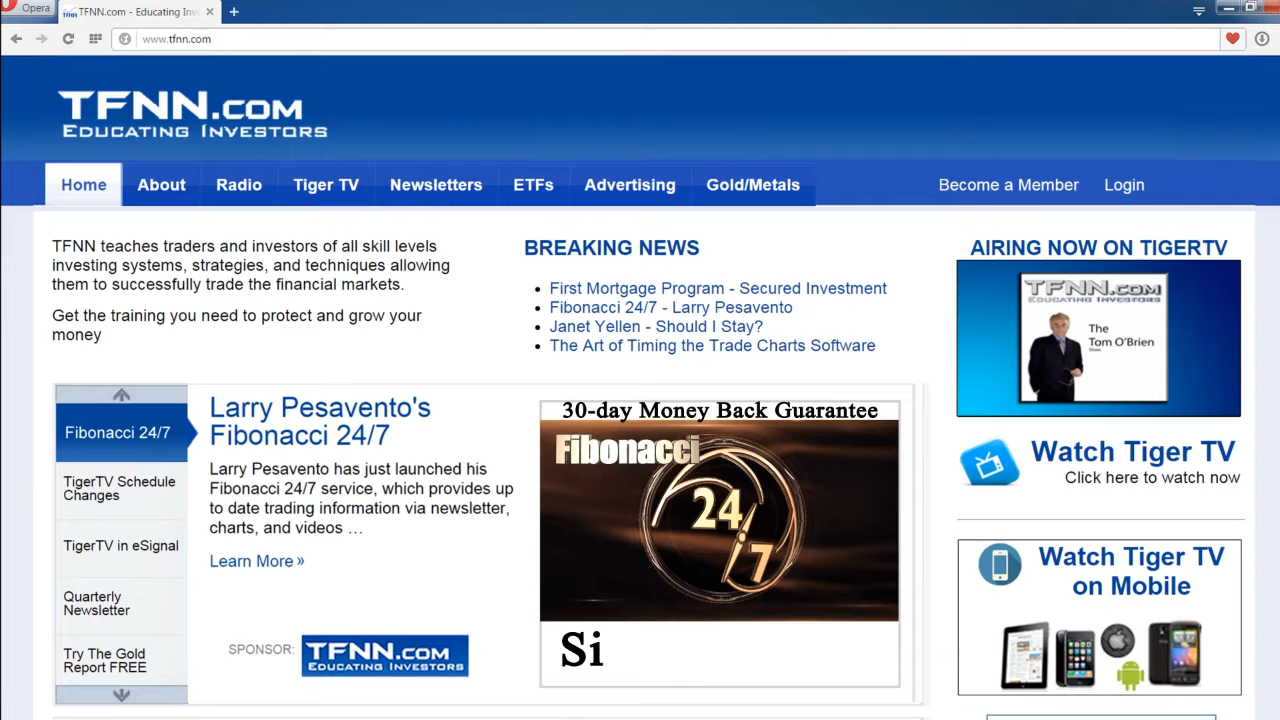 Opera
TFNN.com - Educating Inv
www.tfnn.com
TFNN.COM
EDUCATING INVESTORS
Home
About
Radio
Tiger TV
Newsletters
ETFs
Advertising
Gold/Metals
Become a Member
Login
TFNN teaches traders and investors of all skill levels
investing systems, strategies, and techniques allowing
them to successfully trade the financial markets.
Get the training you need to protect and grow your
money
BREAKING NEWS
First Mortgage Program - Secured Investment
Fibonacci 24/7 - Larry Pesavento
Janet Yellen - Should I Stay?
The Art of Timing the Trade Charts Software
AIRING NOW ON TIGERTV
TFNN.COM
EDUCATING INVESTORS
The
Tom O'Brien
Show
Watch Tiger TV
Click here to watch now
Fibonacci 24/7
TigerTV Schedule
Changes
TigerTV in eSignal
Quarterly
Newsletter
Try The Gold
Report FREE
Larry Pesavento's
Fibonacci 24/7
Larry Pesavento has just launched his
Fibonacci 24/7 service, which provides up
to date trading information via newsletter,
charts, and videos …
Learn More »
SPONSOR:
TFNN.COM
EDUCATING INVESTORS
30-day Money Back Guarantee
Fibonacci
24
7
Si
Watch Tiger TV
on Mobile